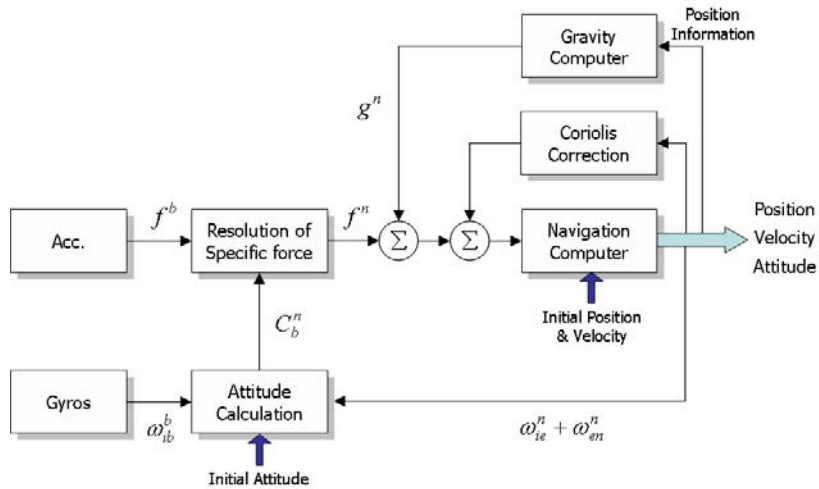 Position
Information
Gravity
Computer
g^n
Coriolis
Correction
Acc.
f^b
Resolution of
Specific force
f^n
Σ
Σ
Navigation
Computer
Position
Velocity
Attitude
Initial Position
& Velocity
C_b^n
Gyros
ω_ib^b
Attitude
Calculation
ω_ie^n + ω_en^n
Initial Attitude